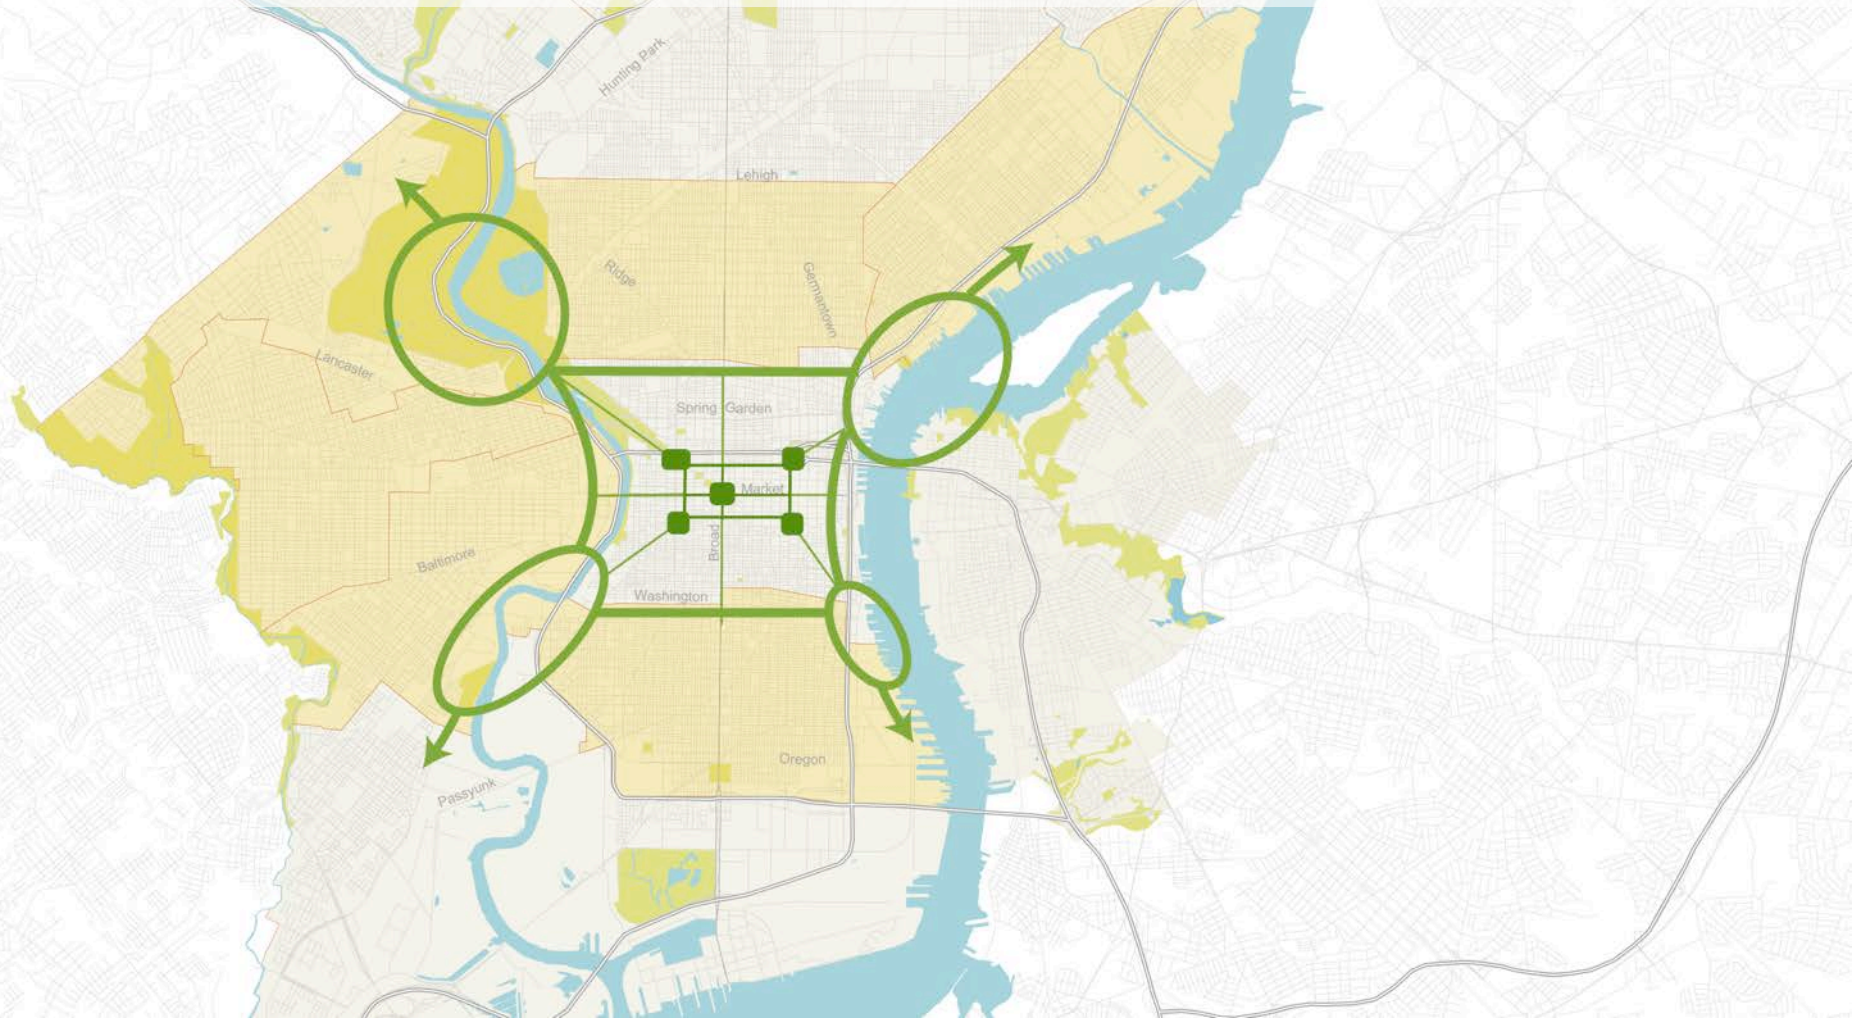 Hunting Park
Lehigh
Ridge
Germantown
Lancaster
Spring Garden
Market
Broad
Baltimore
Washington
Oregon
Passyunk